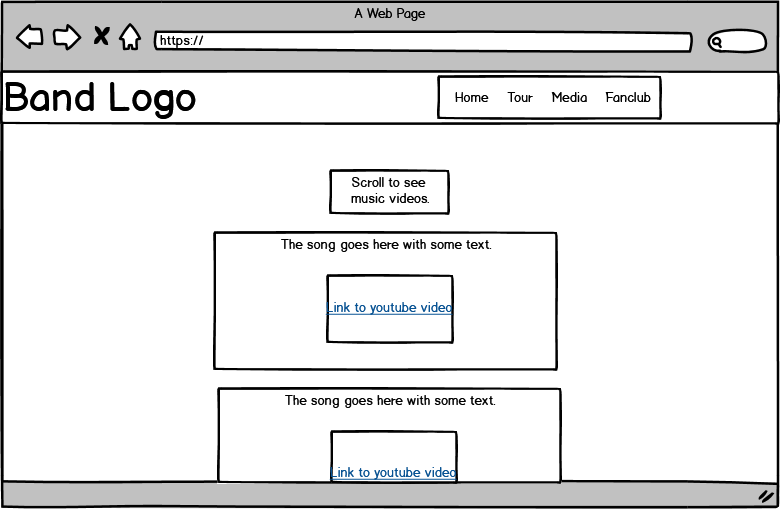 A Web Page
https://
Band Logo
Home Tour Media Fanclub
Scroll to see
music videos.
The song goes here with some text.
Link to youtube video
The song goes here with some text.
Link to youtube video